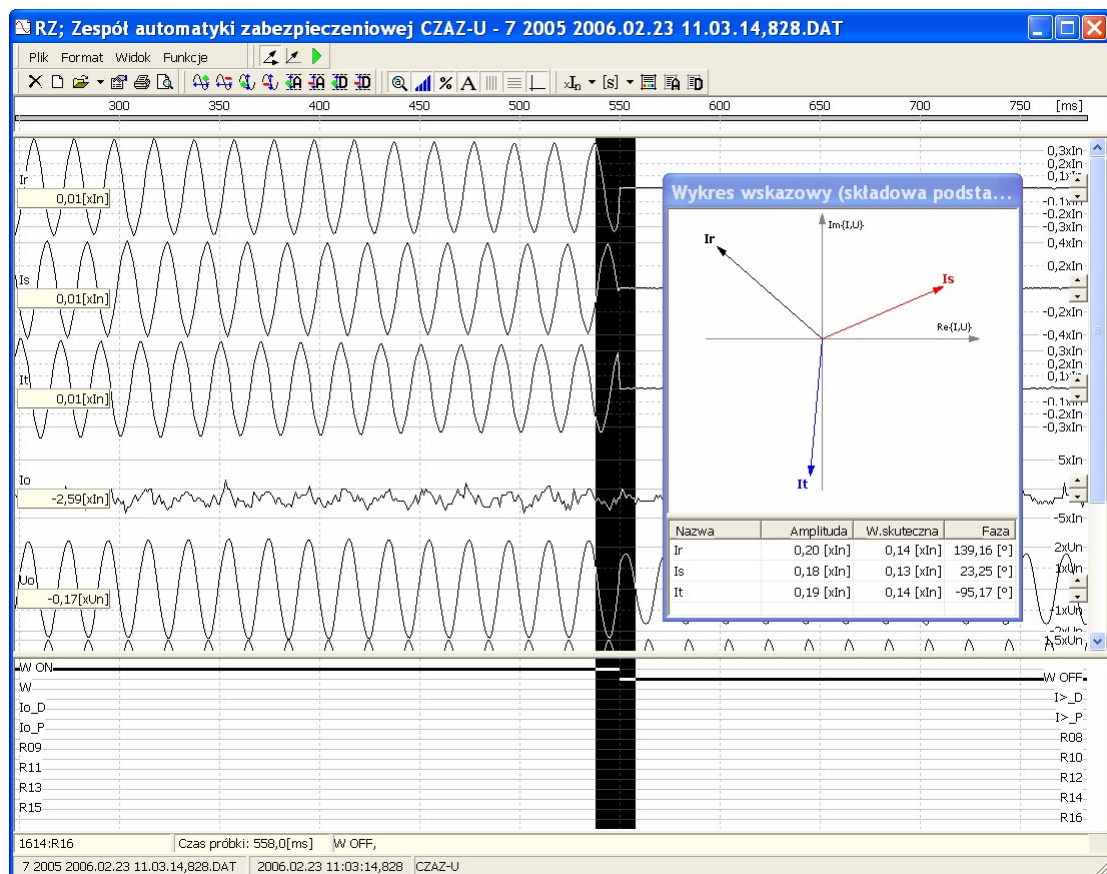 RZ; Zespół automatyki zabezpieczeniowej CZAZ-U - 7 2005 2006.02.23 11.03.14,828.DAT
Plik Format Widok Funkcje
xIn [s]
300 350 400 450 500 550 600 650 700 750 [ms]
Ir
0,01[xIn]
0,3xIn
0,2xIn
0,1xIn
-0.1xIn
-0.2xIn
-0,3xIn
Is
0,01[xIn]
0,4xIn
0,2xIn
-0,2xIn
-0,4xIn
It
0,01[xIn]
0,3xIn
0,2xIn
-0.2xIn
-0,3xIn
Io
-2,59[xIn]
5xIn
-5xIn
Uo
-0,17[xUn]
2xUn
1xUn
-1xUn
1,5xUn
Wykres wskazowy (składowa podsta...
Im{I,U}
Ir
Is
Re{I,U}
It
Nazwa Amplituda W.skuteczna Faza
Ir 0,20 [xIn] 0,14 [xIn] 139,16 [º]
Is 0,18 [xIn] 0,13 [xIn] 23,25 [º]
It 0,19 [xIn] 0,14 [xIn] -95,17 [º]
W ON
W OFF
W
I>_D
Io_D
I>_P
Io_P
R08
R09
R10
R11
R12
R13
R14
R15
R16
1614:R16 Czas próbki: 558,0[ms] W OFF,
7 2005 2006.02.23 11.03.14,828.DAT 2006.02.23 11:03:14,828 CZAZ-U